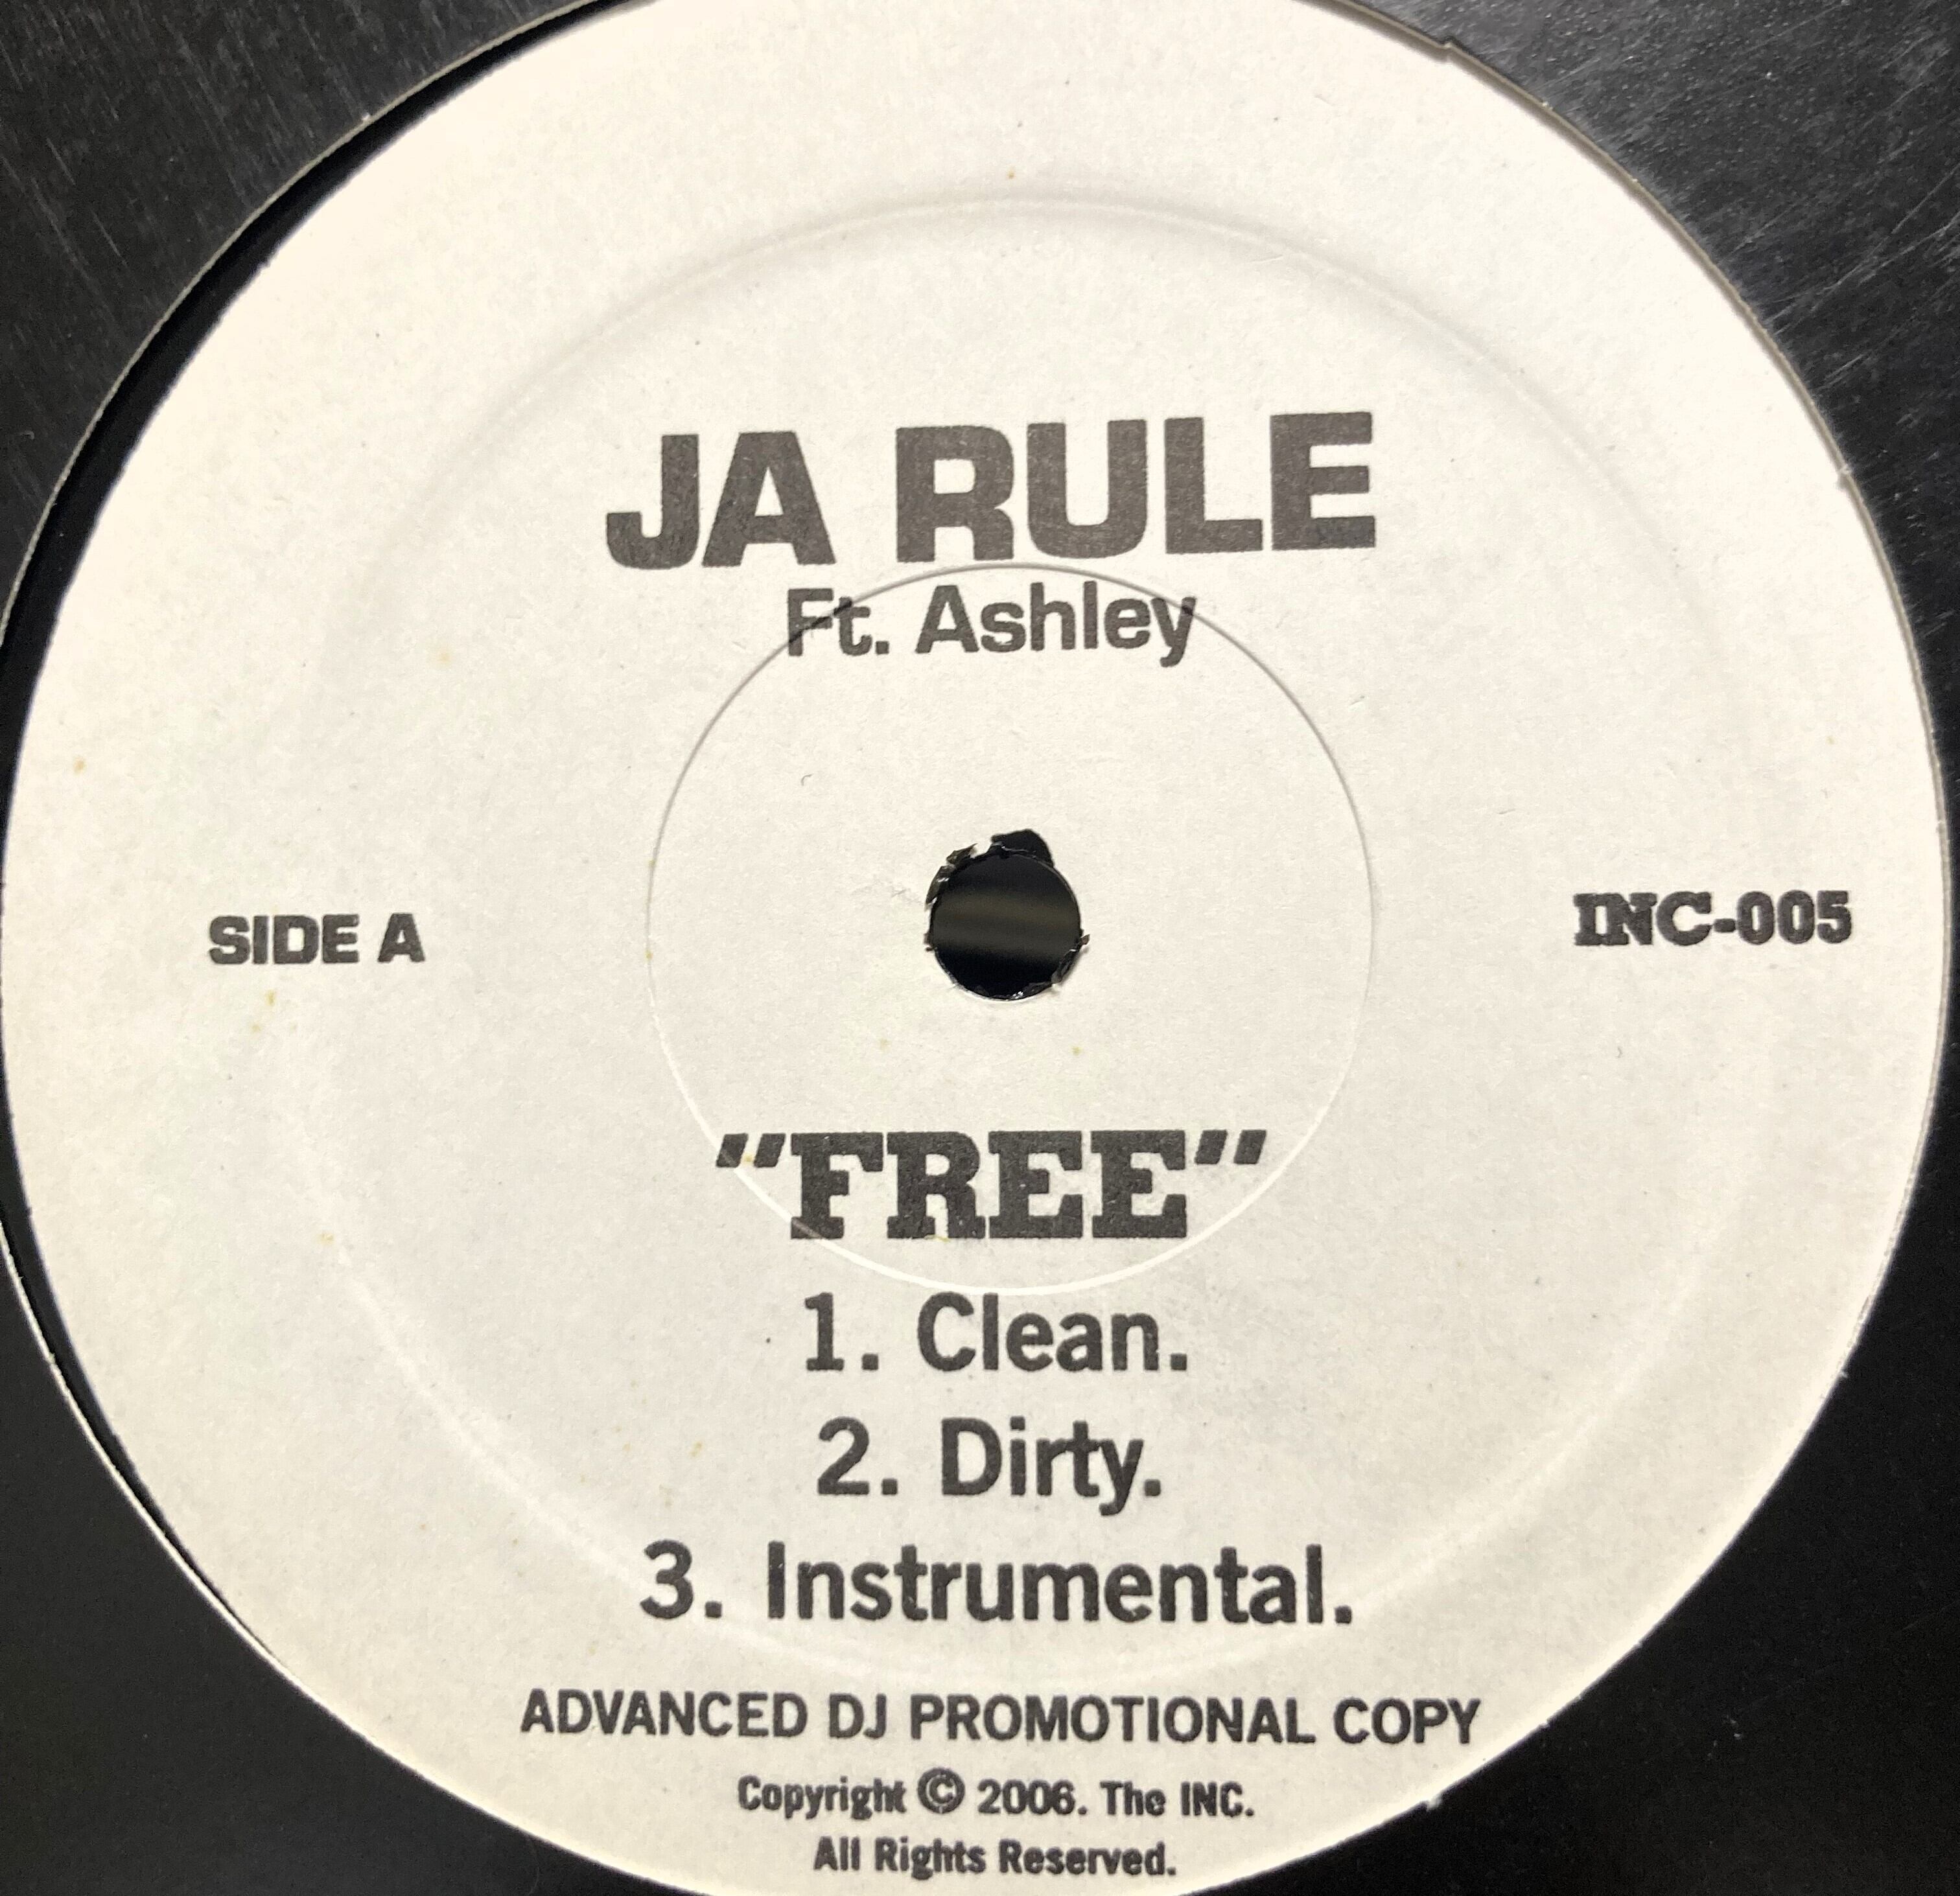 JA RULE
Ft. Ashley
SIDE A
INC-005
"FREE"
1. Clean.
2. Dirty.
3. Instrumental.
ADVANCED DJ PROMOTIONAL COPY
Copyright © 2006. The INC.
All Rights Reserved.